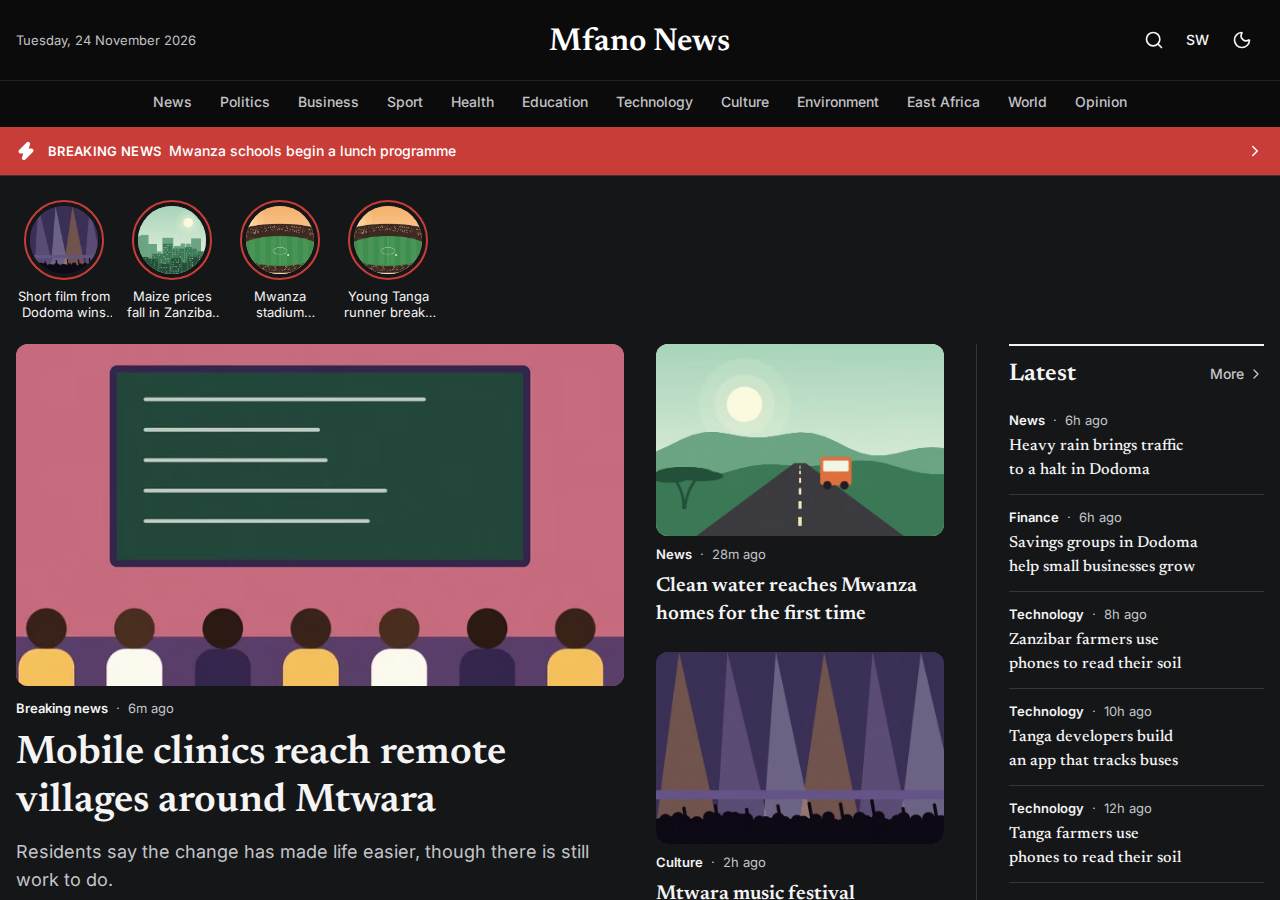 Tuesday, 24 November 2026
Mfano News
SW
News
Politics
Business
Sport
Health
Education
Technology
Culture
Environment
East Africa
World
Opinion
BREAKING NEWS Mwanza schools begin a lunch programme
Short film from
Dodoma wins..
Maize prices
fall in Zanziba..
Mwanza
stadium...
Young Tanga
runner break...
Breaking news · 6m ago
Mobile clinics reach remote
villages around Mtwara
Residents say the change has made life easier, though there is still
work to do.
News · 28m ago
Clean water reaches Mwanza
homes for the first time
Culture · 2h ago
Mtwara music festival
Latest
More
News · 6h ago
Heavy rain brings traffic
to a halt in Dodoma
Finance · 6h ago
Savings groups in Dodoma
help small businesses grow
Technology · 8h ago
Zanzibar farmers use
phones to read their soil
Technology · 10h ago
Tanga developers build
an app that tracks buses
Technology · 12h ago
Tanga farmers use
phones to read their soil